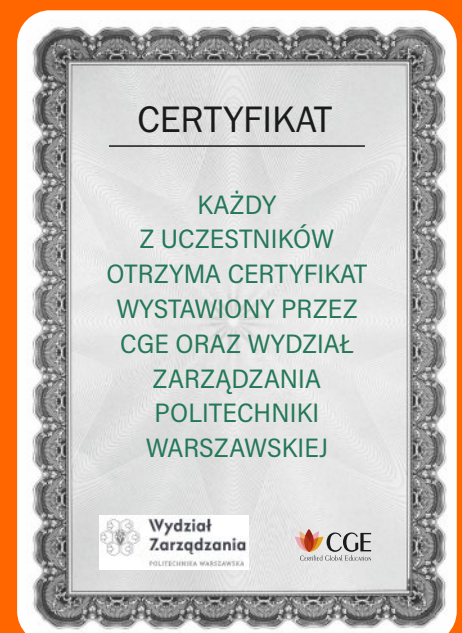 CERTYFIKAT
KAŻDY
Z UCZESTNIKÓW
OTRZYMA CERTYFIKAT
WYSTAWIONY PRZEZ
CGE ORAZ WYDZIAŁ
ZARZĄDZANIA
POLITECHNIKI
WARSZAWSKIEJ
Wydział
Zarządzania
POLITECHNIKA WARSZAWSKA
CGE
Certified Global Education